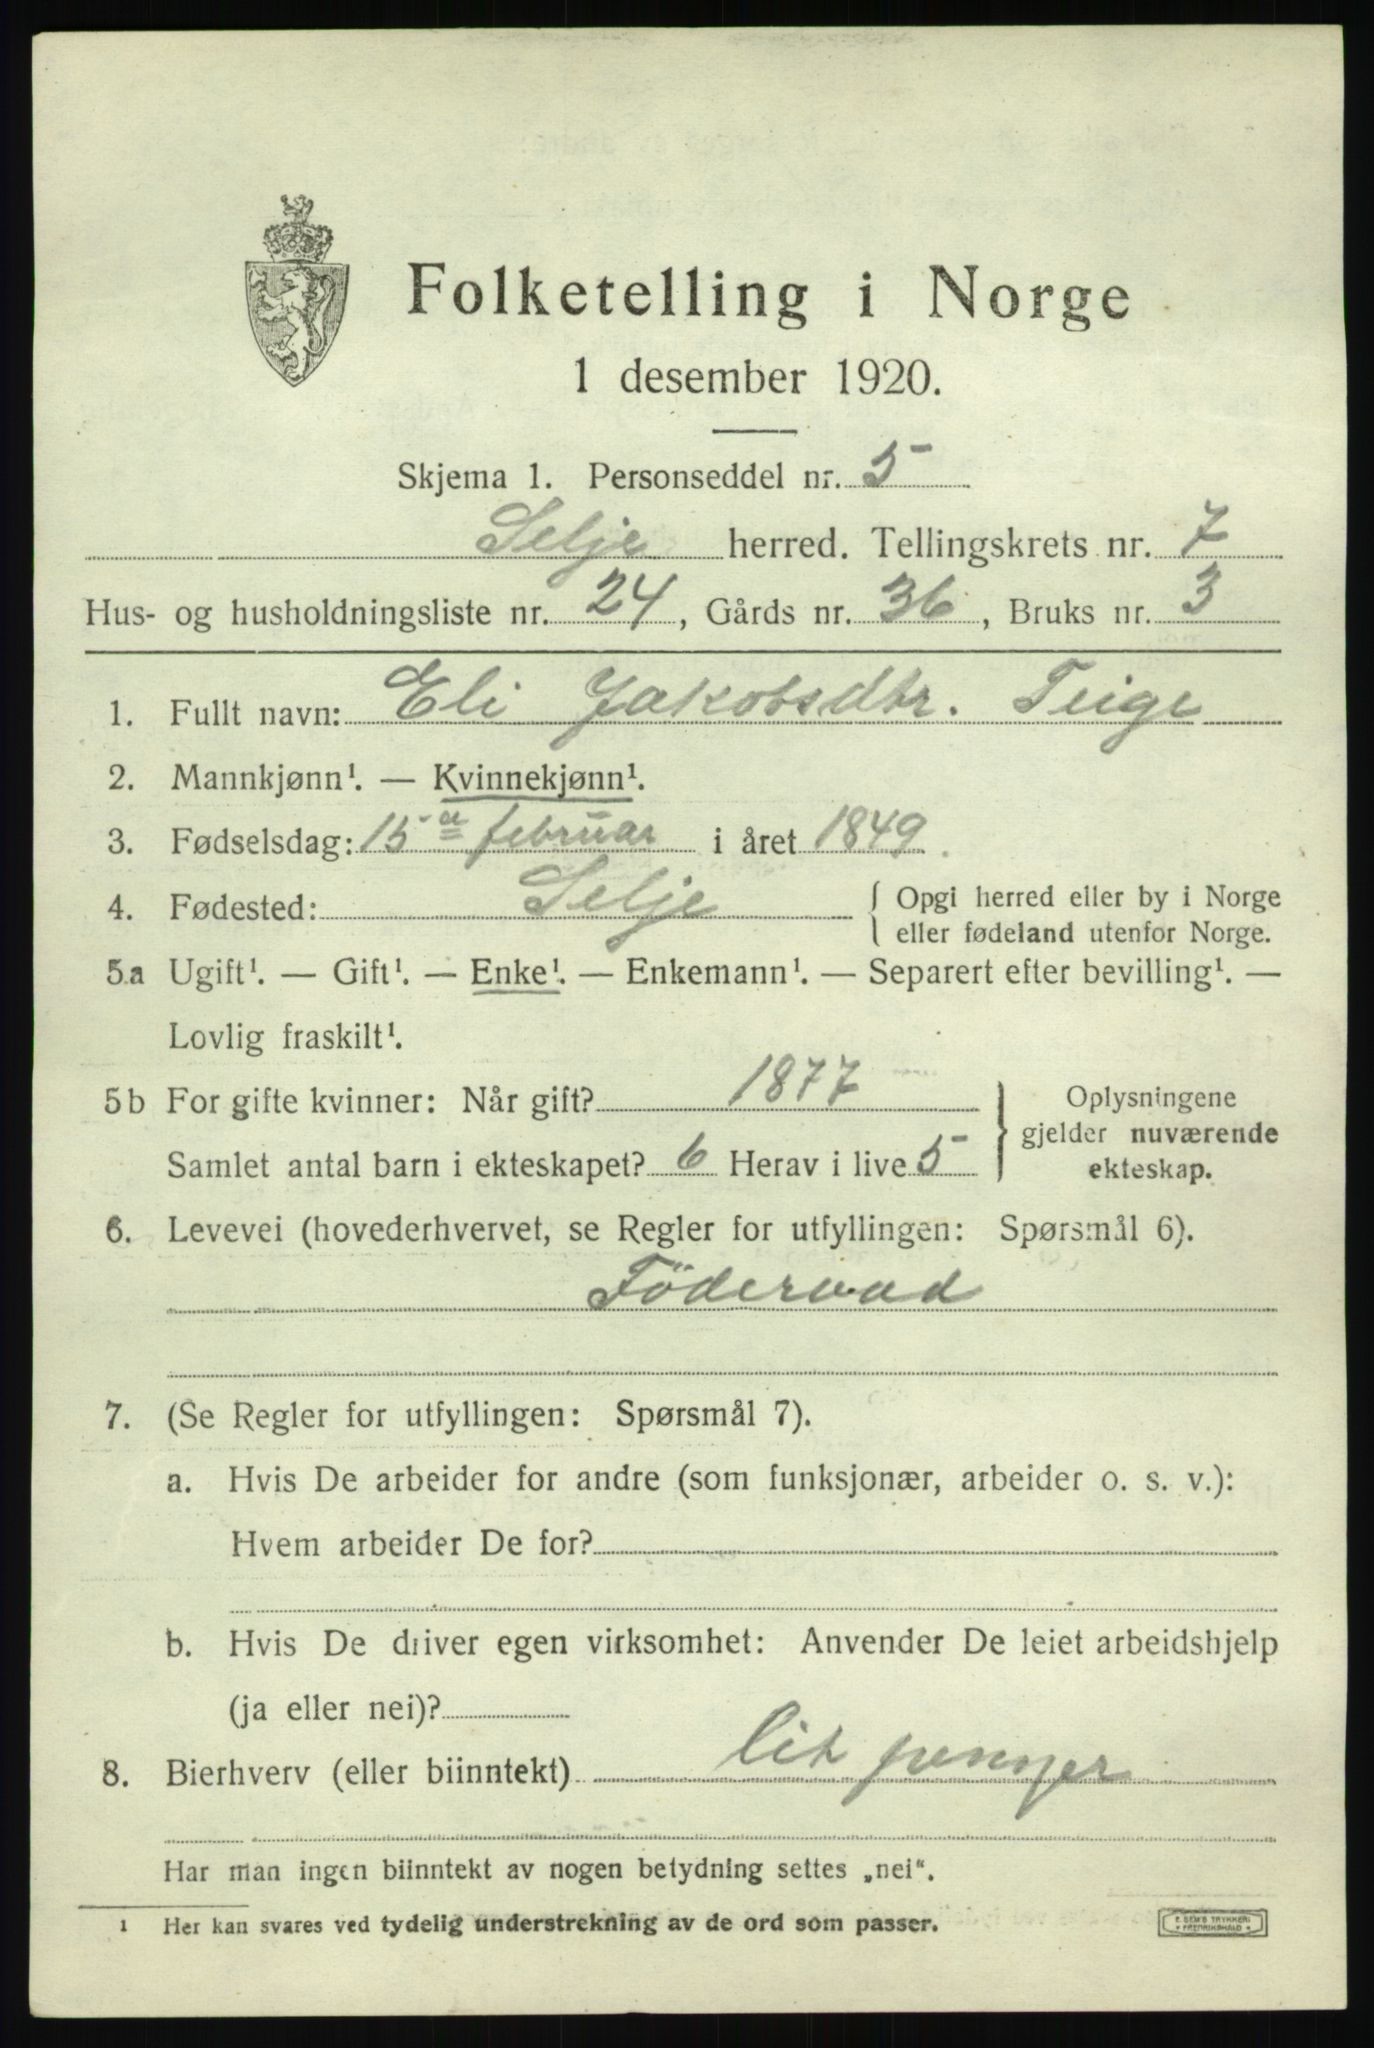 Folketelling i Norge
1 desember 1920.
Skjema 1. Personseddel nr. 5
Selje herred. Tellingskrets nr. 7
Hus- og husholdningsliste nr. 24, Gårds nr. 36, Bruks nr. 3
1. Fullt navn: Eli Jakobsdtr. Teige
2. Mannkjønn¹. — Kvinnekjønn¹.
3. Fødselsdag: 15de februar i året 1849.
4. Fødested: Selje { Opgi herred eller by i Norge
eller fødeland utenfor Norge.
5a Ugift¹. — Gift¹. — Enke¹. — Enkemann¹. — Separert efter bevilling¹. —
Lovlig fraskilt¹.
5b For gifte kvinner: Når gift? 1877
Samlet antal barn i ekteskapet? 6 Herav i live 5
} Oplysningene
gjelder nuværende
ekteskap.
6. Levevei (hovederhvervet, se Regler for utfyllingen: Spørsmål 6).
Föderaad
7. (Se Regler for utfyllingen: Spørsmål 7).
a. Hvis De arbeider for andre (som funksjonær, arbeider o. s. v.):
Hvem arbeider De for?
b. Hvis De driver egen virksomhet: Anvender De leiet arbeidshjelp
(ja eller nei)?
8. Bierhverv (eller biinntekt) lit penger
Har man ingen biinntekt av nogen betydning settes „nei“.
1 Her kan svares ved tydelig understrekning av de ord som passer.
E. SEM'S TRYKKERI
• FREDRIKSHALD •